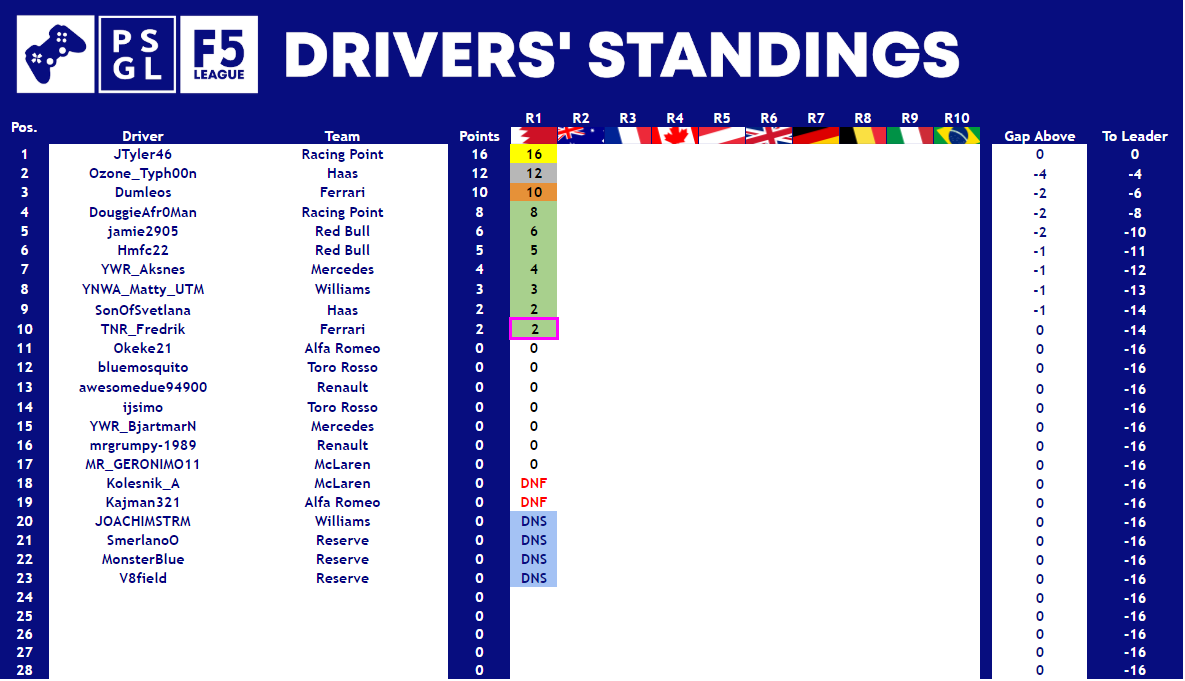 PS
GL
F5
LEAGUE
DRIVERS' STANDINGS
Pos. Driver Team Points R1 R2 R3 R4 R5 R6 R7 R8 R9 R10 Gap Above To Leader
1 JTyler46 Racing Point 16 16 0 0
2 Ozone_Typh00n Haas 12 12 -4 -4
3 Dumleos Ferrari 10 10 -2 -6
4 DouggieAfr0Man Racing Point 8 8 -2 -8
5 jamie2905 Red Bull 6 6 -2 -10
6 Hmfc22 Red Bull 5 5 -1 -11
7 YWR_Aksnes Mercedes 4 4 -1 -12
8 YNWA_Matty_UTM Williams 3 3 -1 -13
9 SonOfSvetlana Haas 2 2 -1 -14
10 TNR_Fredrik Ferrari 2 2 0 -14
11 Okeke21 Alfa Romeo 0 0 0 -16
12 bluemosquito Toro Rosso 0 0 0 -16
13 awesomedue94900 Renault 0 0 0 -16
14 ijsimo Toro Rosso 0 0 0 -16
15 YWR_BjartmarN Mercedes 0 0 0 -16
16 mrgrumpy-1989 Renault 0 0 0 -16
17 MR_GERONIMO11 McLaren 0 0 0 -16
18 Kolesnik_A McLaren 0 DNF 0 -16
19 Kajman321 Alfa Romeo 0 DNF 0 -16
20 JOACHIMSTRM Williams 0 DNS 0 -16
21 SmerlanoO Reserve 0 DNS 0 -16
22 MonsterBlue Reserve 0 DNS 0 -16
23 V8field Reserve 0 DNS 0 -16
24 0 0 -16
25 0 0 -16
26 0 0 -16
27 0 0 -16
28 0 0 -16